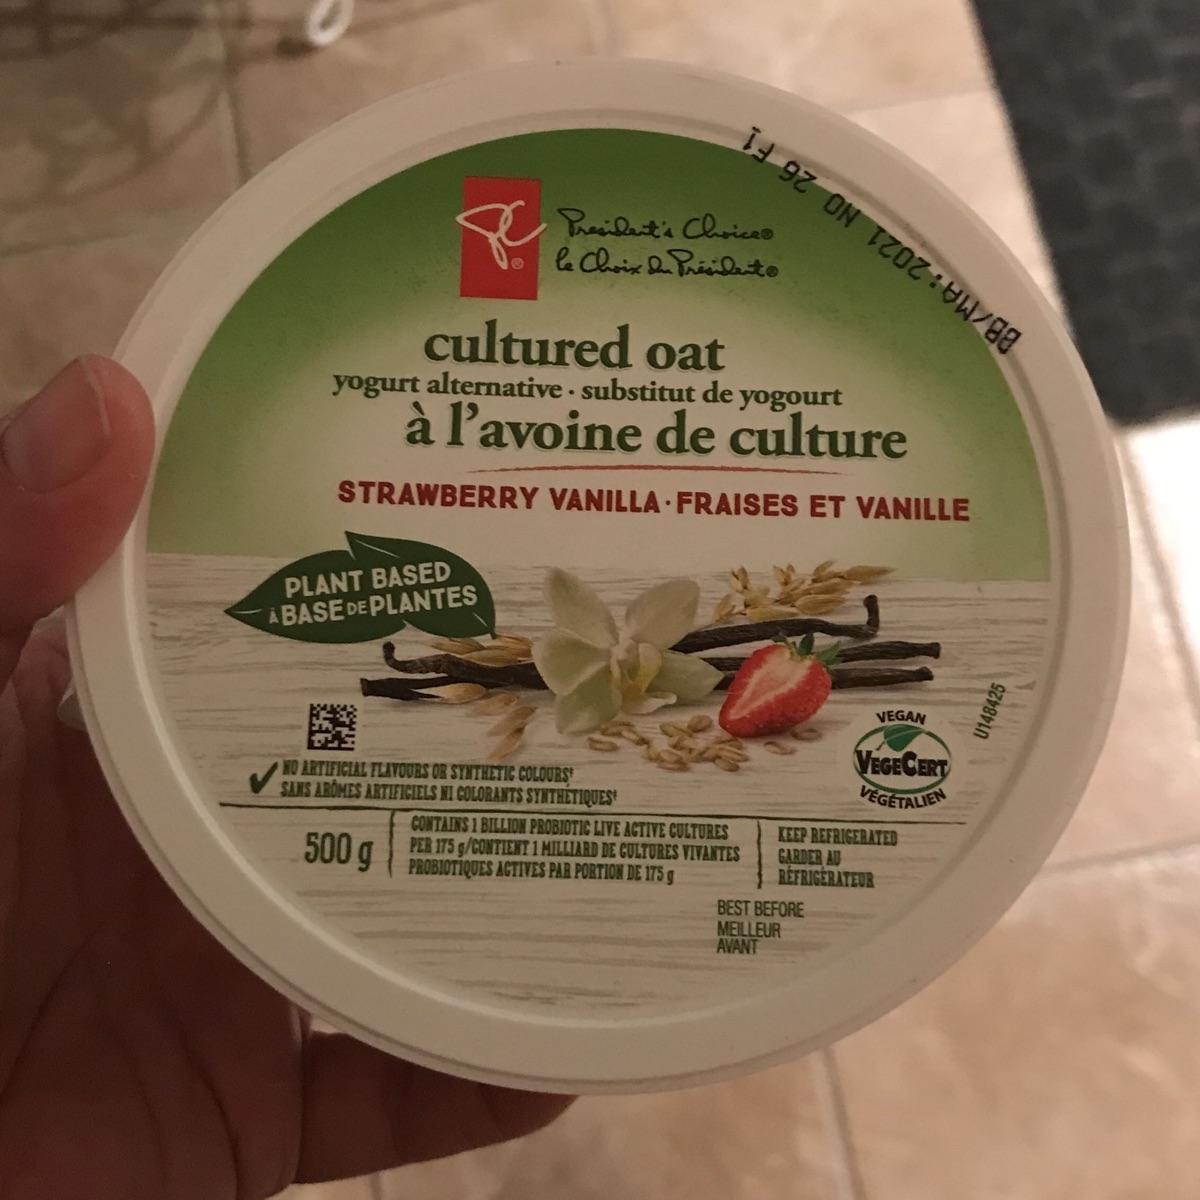 BB/MA:2021 NO 26 F1
PC®
President's Choice®
le Choix du Président®
cultured oat
yogurt alternative · substitut de yogourt
à l'avoine de culture
STRAWBERRY VANILLA · FRAISES ET VANILLE
PLANT BASED
À BASE DE PLANTES
U148425
VEGAN
VEGECERT
VÉGÉTALIEN
NO ARTIFICIAL FLAVOURS OR SYNTHETIC COLOURS†
SANS ARÔMES ARTIFICIELS NI COLORANTS SYNTHÉTIQUES†
500 g
CONTAINS 1 BILLION PROBIOTIC LIVE ACTIVE CULTURES
PER 175 g/CONTIENT 1 MILLIARD DE CULTURES VIVANTES
PROBIOTIQUES ACTIVES PAR PORTION DE 175 g
KEEP REFRIGERATED
GARDER AU
RÉFRIGÉRATEUR
BEST BEFORE
MEILLEUR
AVANT